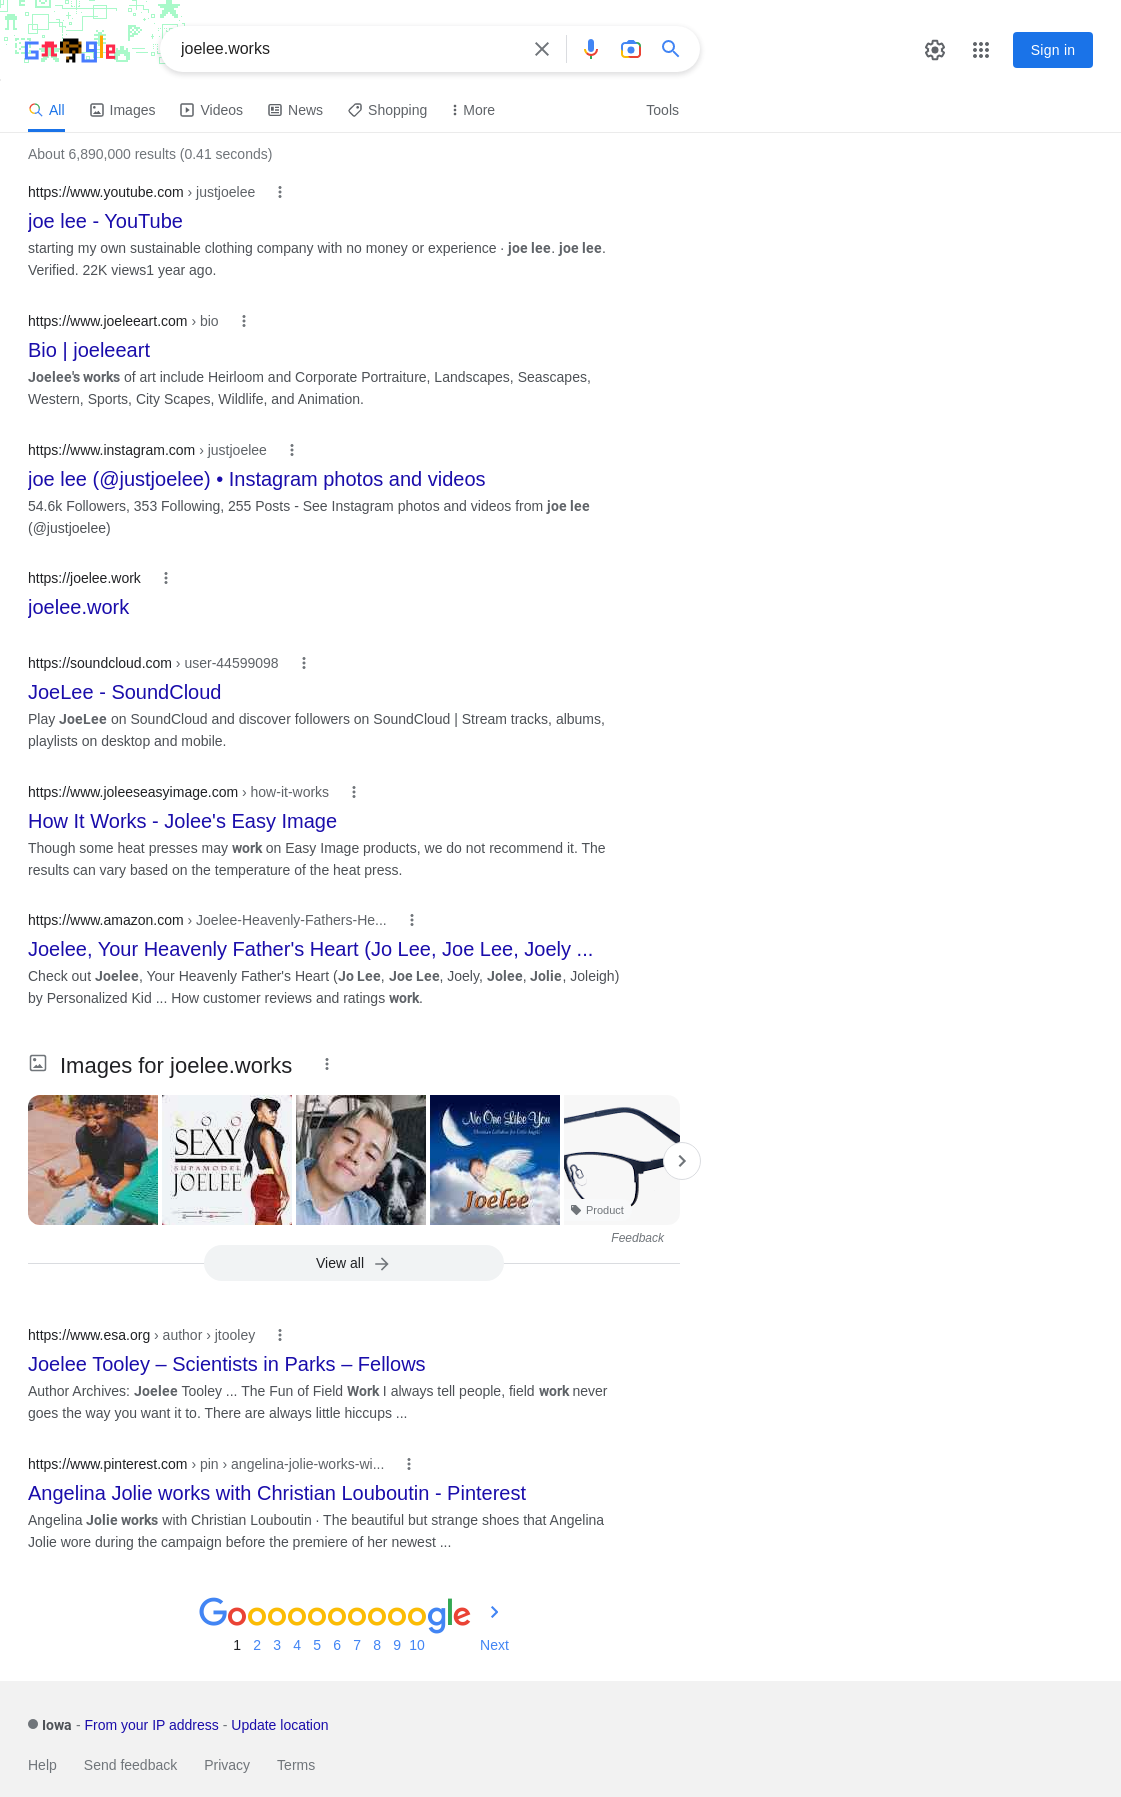 Google
joelee.works
Sign in
All Images Videos News Shopping More Tools
About 6,890,000 results (0.41 seconds)
https://www.youtube.com › justjoelee
joe lee - YouTube
starting my own sustainable clothing company with no money or experience · joe lee. joe lee.
Verified. 22K views1 year ago.
https://www.joeleeart.com › bio
Bio | joeleeart
Joelee's works of art include Heirloom and Corporate Portraiture, Landscapes, Seascapes,
Western, Sports, City Scapes, Wildlife, and Animation.
https://www.instagram.com › justjoelee
joe lee (@justjoelee) • Instagram photos and videos
54.6k Followers, 353 Following, 255 Posts - See Instagram photos and videos from joe lee
(@justjoelee)
https://joelee.work
joelee.work
https://soundcloud.com › user-44599098
JoeLee - SoundCloud
Play JoeLee on SoundCloud and discover followers on SoundCloud | Stream tracks, albums,
playlists on desktop and mobile.
https://www.joleeseasyimage.com › how-it-works
How It Works - Jolee's Easy Image
Though some heat presses may work on Easy Image products, we do not recommend it. The
results can vary based on the temperature of the heat press.
https://www.amazon.com › Joelee-Heavenly-Fathers-He...
Joelee, Your Heavenly Father's Heart (Jo Lee, Joe Lee, Joely ...
Check out Joelee, Your Heavenly Father's Heart (Jo Lee, Joe Lee, Joely, Jolee, Jolie, Joleigh)
by Personalized Kid ... How customer reviews and ratings work.
Images for joelee.works
SOO
SEXY
SUPAMODEL
JOELEE
No One Like You
Christian Lullabies for Little Angels
Joelee
Product
Feedback
View all
https://www.esa.org › author › jtooley
Joelee Tooley – Scientists in Parks – Fellows
Author Archives: Joelee Tooley ... The Fun of Field Work I always tell people, field work never
goes the way you want it to. There are always little hiccups ...
https://www.pinterest.com › pin › angelina-jolie-works-wi...
Angelina Jolie works with Christian Louboutin - Pinterest
Angelina Jolie works with Christian Louboutin · The beautiful but strange shoes that Angelina
Jolie wore during the campaign before the premiere of her newest ...
Goooooooooogle
1 2 3 4 5 6 7 8 9 10 Next
Iowa - From your IP address - Update location
Help Send feedback Privacy Terms